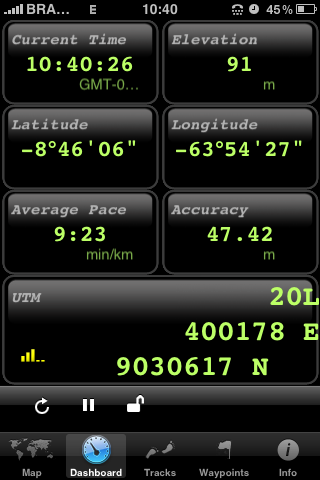 BRA... E 10:40 45%
Current Time Elevation
10:40:26 91
GMT-0... m
Latitude Longitude
-8°46'06" -63°54'27"
Average Pace Accuracy
9:23 47.42
min/km m
UTM 20L
400178 E
9030617 N
Map Dashboard Tracks Waypoints Info